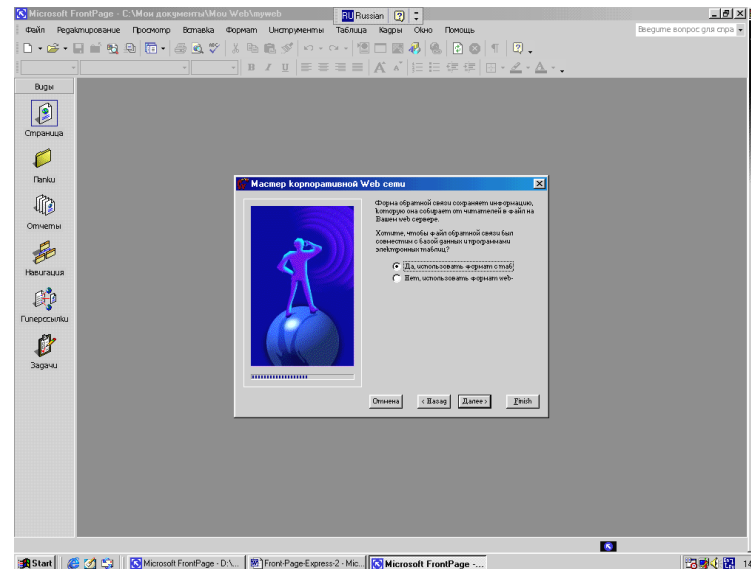 Microsoft FrontPage - C:\Мои документы\Мои Web\myweb
RU Russian
Файл Редактирование Просмотр Вставка Формат Инструменты Таблица Кадры Окно Помощь
Введите вопрос для спра
Виды
Страница
Папки
Отчеты
Навигация
Гиперссылки
Задачи
Мастер корпоративной Web сети
Форма обратной связи сохраняет информацию,
которую она собирает от читателей в файл на
Вашем web сервере.
Хотите, чтобы файл обратной связи был
совместим с базой данных и программами
электронных таблиц?
Да, использовать формат с таб
Нет, использовать формат web-
Отмена < Назад Далее > Finish
Start Microsoft FrontPage - D:\... Front-Page-Express-2 - Mic... Microsoft FrontPage -...